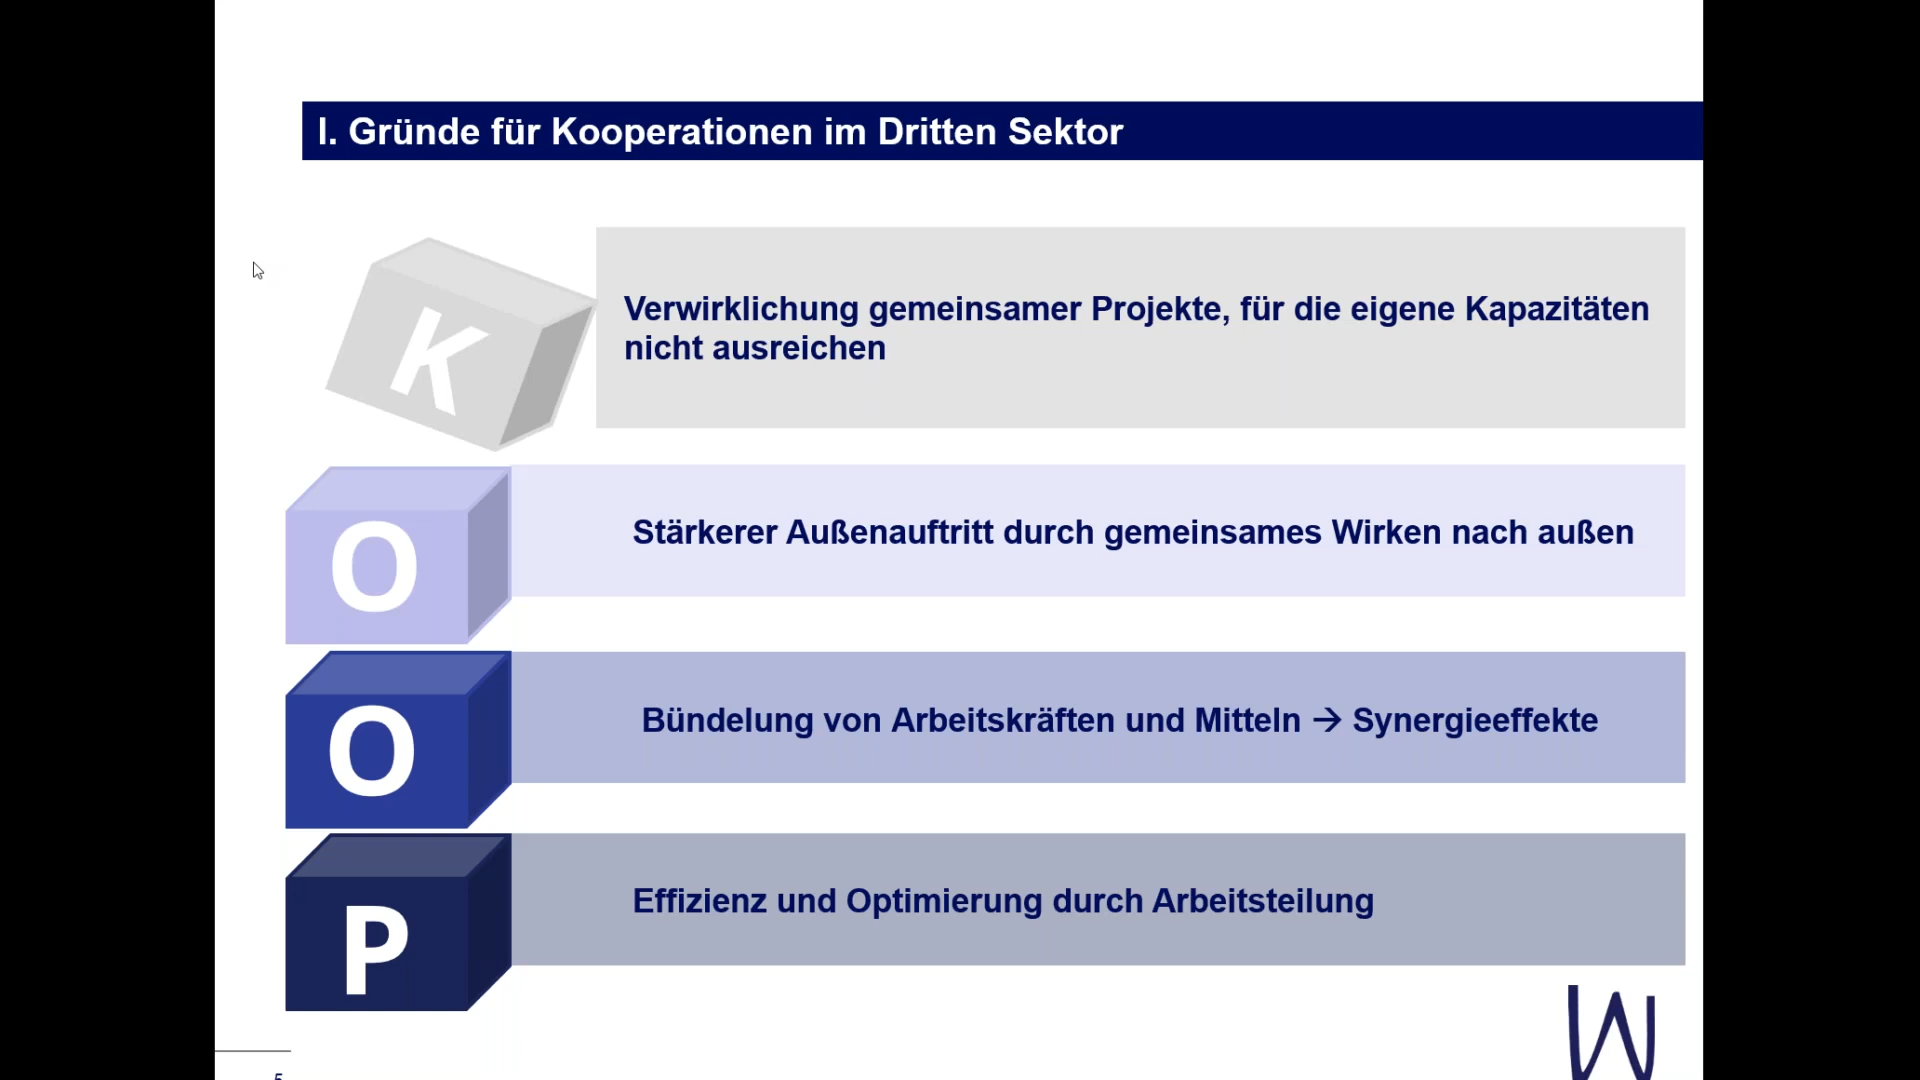 I. Gründe für Kooperationen im Dritten Sektor
K
Verwirklichung gemeinsamer Projekte, für die eigene Kapazitäten
nicht ausreichen
O
Stärkerer Außenauftritt durch gemeinsames Wirken nach außen
O
Bündelung von Arbeitskräften und Mitteln → Synergieeffekte
P
Effizienz und Optimierung durch Arbeitsteilung
W
5